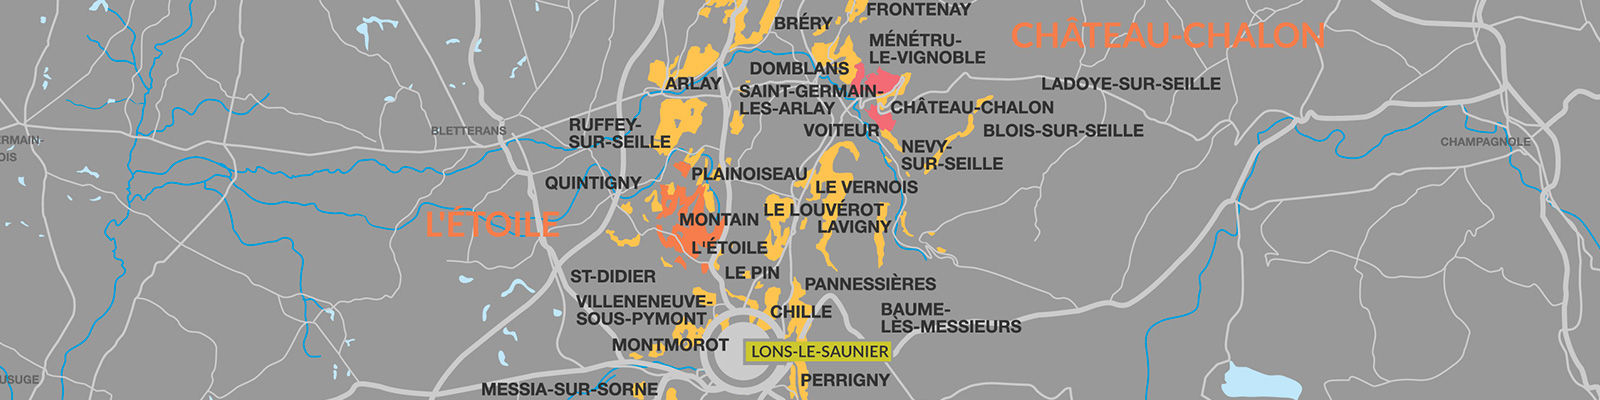 FRONTENAY
BRÉRY
CHÂTEAU-CHALON
MÉNÉTRU-
LE-VIGNOBLE
DOMBLANS
ARLAY
LADOYE-SUR-SEILLE
SAINT-GERMAIN-
LES-ARLAY
CHÂTEAU-CHALON
RUFFEY-
SUR-SEILLE
BLETTERANS
VOITEUR
BLOIS-SUR-SEILLE
ERMAIN-
OIS
CHAMPAGNOLE
NEVY-
SUR-SEILLE
PLAINOISEAU
QUINTIGNY
LE VERNOIS
LE LOUVÉROT
L'ÉTOILE
MONTAIN
LAVIGNY
L'ÉTOILE
LE PIN
ST-DIDIER
PANNESSIÈRES
VILLENENEUVE-
SOUS-PYMONT
CHILLE
BAUME-
LÈS-MESSIEURS
MONTMOROT
LONS-LE-SAUNIER
USUGE
PERRIGNY
MESSIA-SUR-SORNE